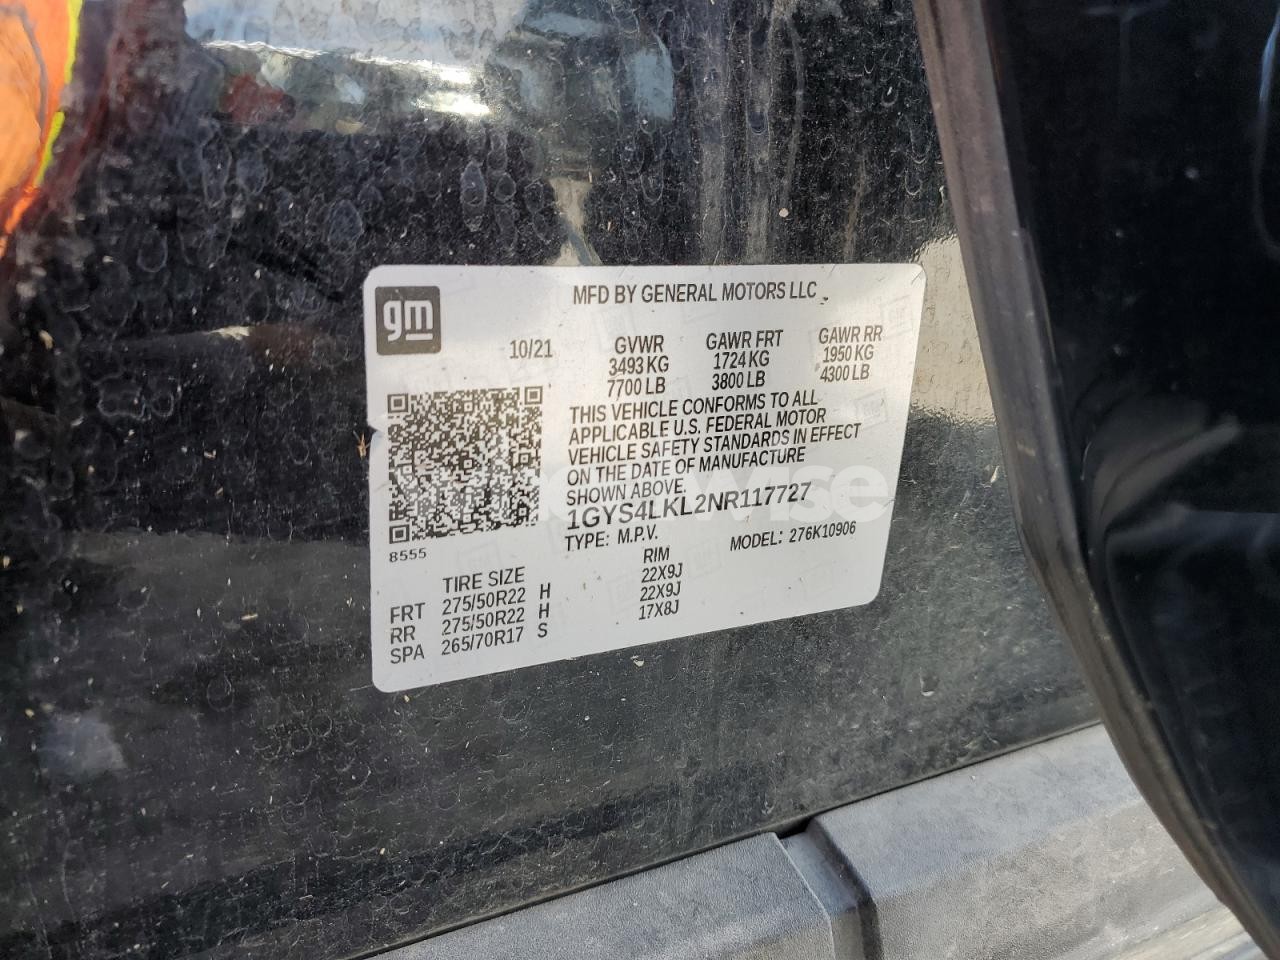 gm
MFD BY GENERAL MOTORS LLC
10/21
GVWR GAWR FRT GAWR RR
3493 KG 1724 KG 1950 KG
7700 LB 3800 LB 4300 LB
THIS VEHICLE CONFORMS TO ALL
APPLICABLE U.S. FEDERAL MOTOR
VEHICLE SAFETY STANDARDS IN EFFECT
ON THE DATE OF MANUFACTURE
SHOWN ABOVE.
1GYS4LKL2NR117727
TYPE: M.P.V. MODEL: 276K10906
8555
TIRE SIZE RIM
FRT 275/50R22 H 22X9J
RR 275/50R22 H 22X9J
SPA 265/70R17 S 17X8J